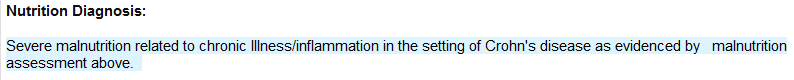 Nutrition Diagnosis:
Severe malnutrition related to chronic Illness/inflammation in the setting of Crohn's disease as evidenced by   malnutrition
assessment above.